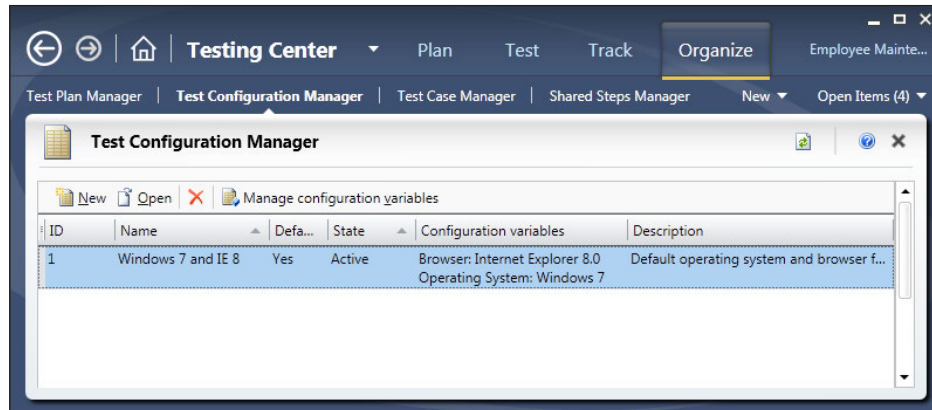 Testing Center Plan Test Track Organize Employee Mainte...
Test Plan Manager | Test Configuration Manager | Test Case Manager | Shared Steps Manager New Open Items (4)
Test Configuration Manager
New Open Manage configuration variables
ID Name Defa... State Configuration variables Description
1 Windows 7 and IE 8 Yes Active Browser: Internet Explorer 8.0 Default operating system and browser f...
Operating System: Windows 7